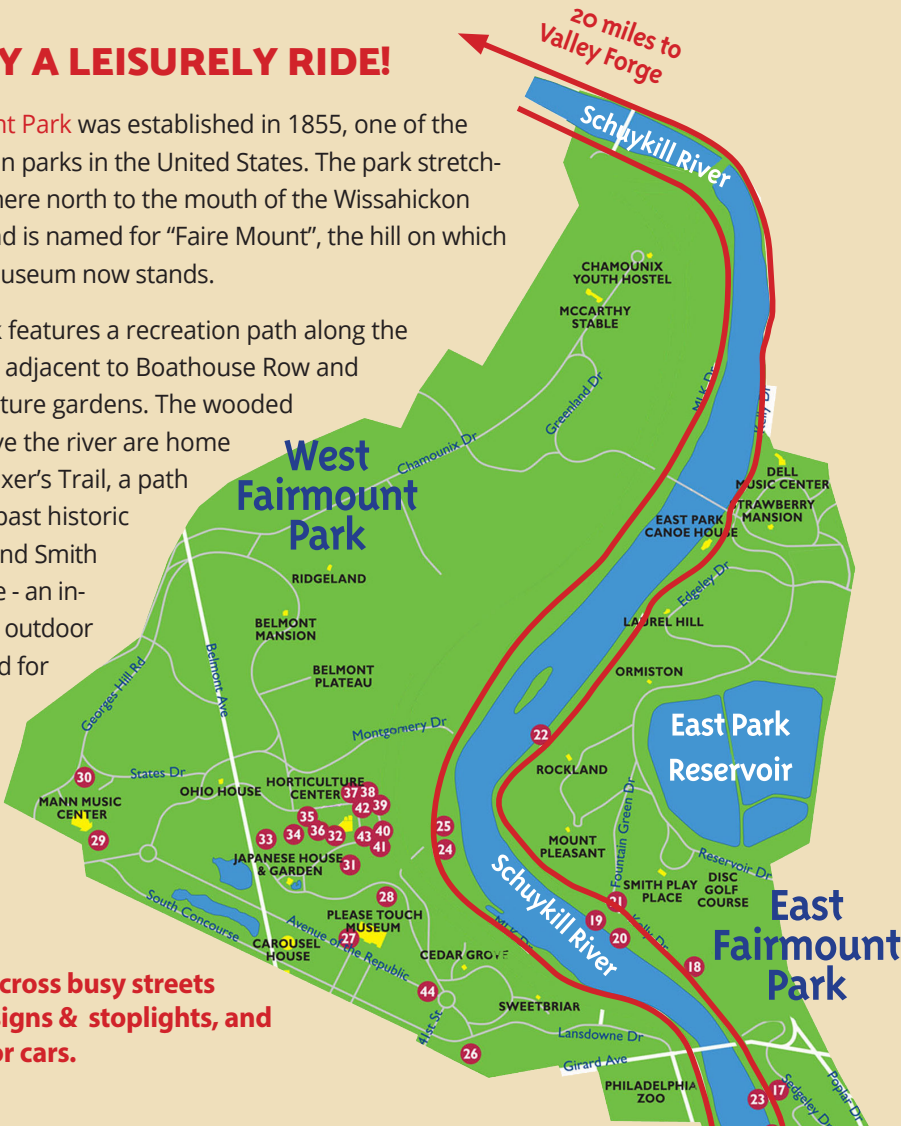 Y A LEISURELY RIDE!
nt Park was established in 1855, one of the
n parks in the United States. The park stretch-
here north to the mouth of the Wissahickon
nd is named for “Faire Mount”, the hill on which
useum now stands.
k features a recreation path along the
adjacent to Boathouse Row and
ture gardens. The wooded
ve the river are home
xer’s Trail, a path
past historic
nd Smith
e - an in-
outdoor
d for
cross busy streets
signs & stoplights, and
or cars.
20 miles to
Valley Forge
Schuykill River
CHAMOUNIX
YOUTH HOSTEL
MCCARTHY
STABLE
Greenland Dr
MLK Dr
Kelly Dr
Chamounix Dr
West
Fairmount
Park
DELL
MUSIC CENTER
STRAWBERRY
MANSION
EAST PARK
CANOE HOUSE
Edgeley Dr
RIDGELAND
BELMONT
MANSION
LAUREL HILL
BELMONT
PLATEAU
ORMISTON
Georges Hill Rd
Belmont Ave
Montgomery Dr
East Park
Reservoir
22
ROCKLAND
30
States Dr
OHIO HOUSE
HORTICULTURE
CENTER
37
38
42
39
MANN MUSIC
CENTER
29
35
33
34
36
32
43
40
41
31
JAPANESE HOUSE
& GARDEN
25
24
MOUNT
PLEASANT
Fountain Green Dr
Reservoir Dr
SMITH PLAY
PLACE
DISC
GOLF
COURSE
East
Fairmount
Park
Schuykill River
21
19
20
Kelly Dr
18
28
PLEASE TOUCH
MUSEUM
27
South Concourse
Avenue of the Republic
CAROUSEL
HOUSE
MLK Dr
CEDAR GROVE
44
41st St
SWEETBRIAR
Lansdowne Dr
26
Girard Ave
PHILADELPHIA
ZOO
23
17
Sedgeley Dr
Poplar Dr